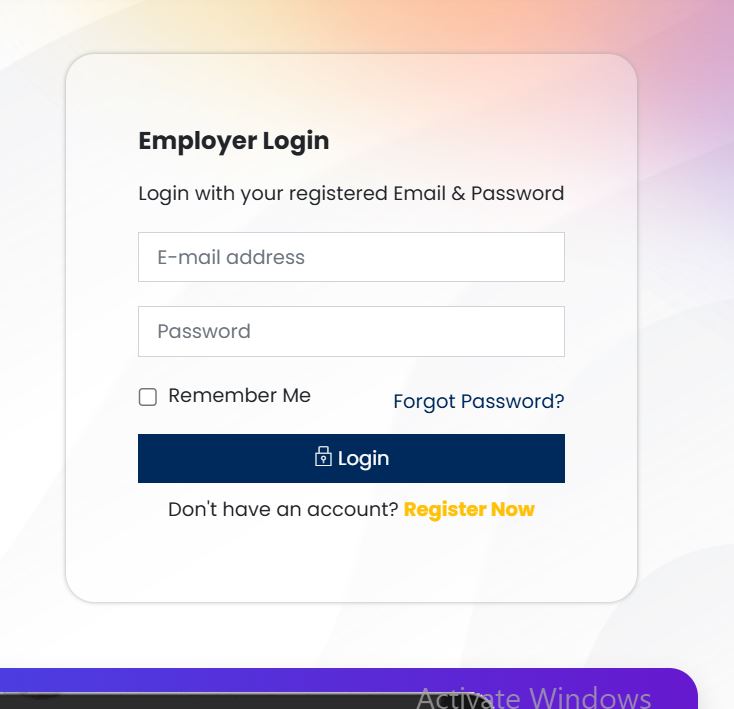 Employer Login
Login with your registered Email & Password
E-mail address
Password
Remember Me
Forgot Password?
Login
Don't have an account? Register Now
Activate Windows